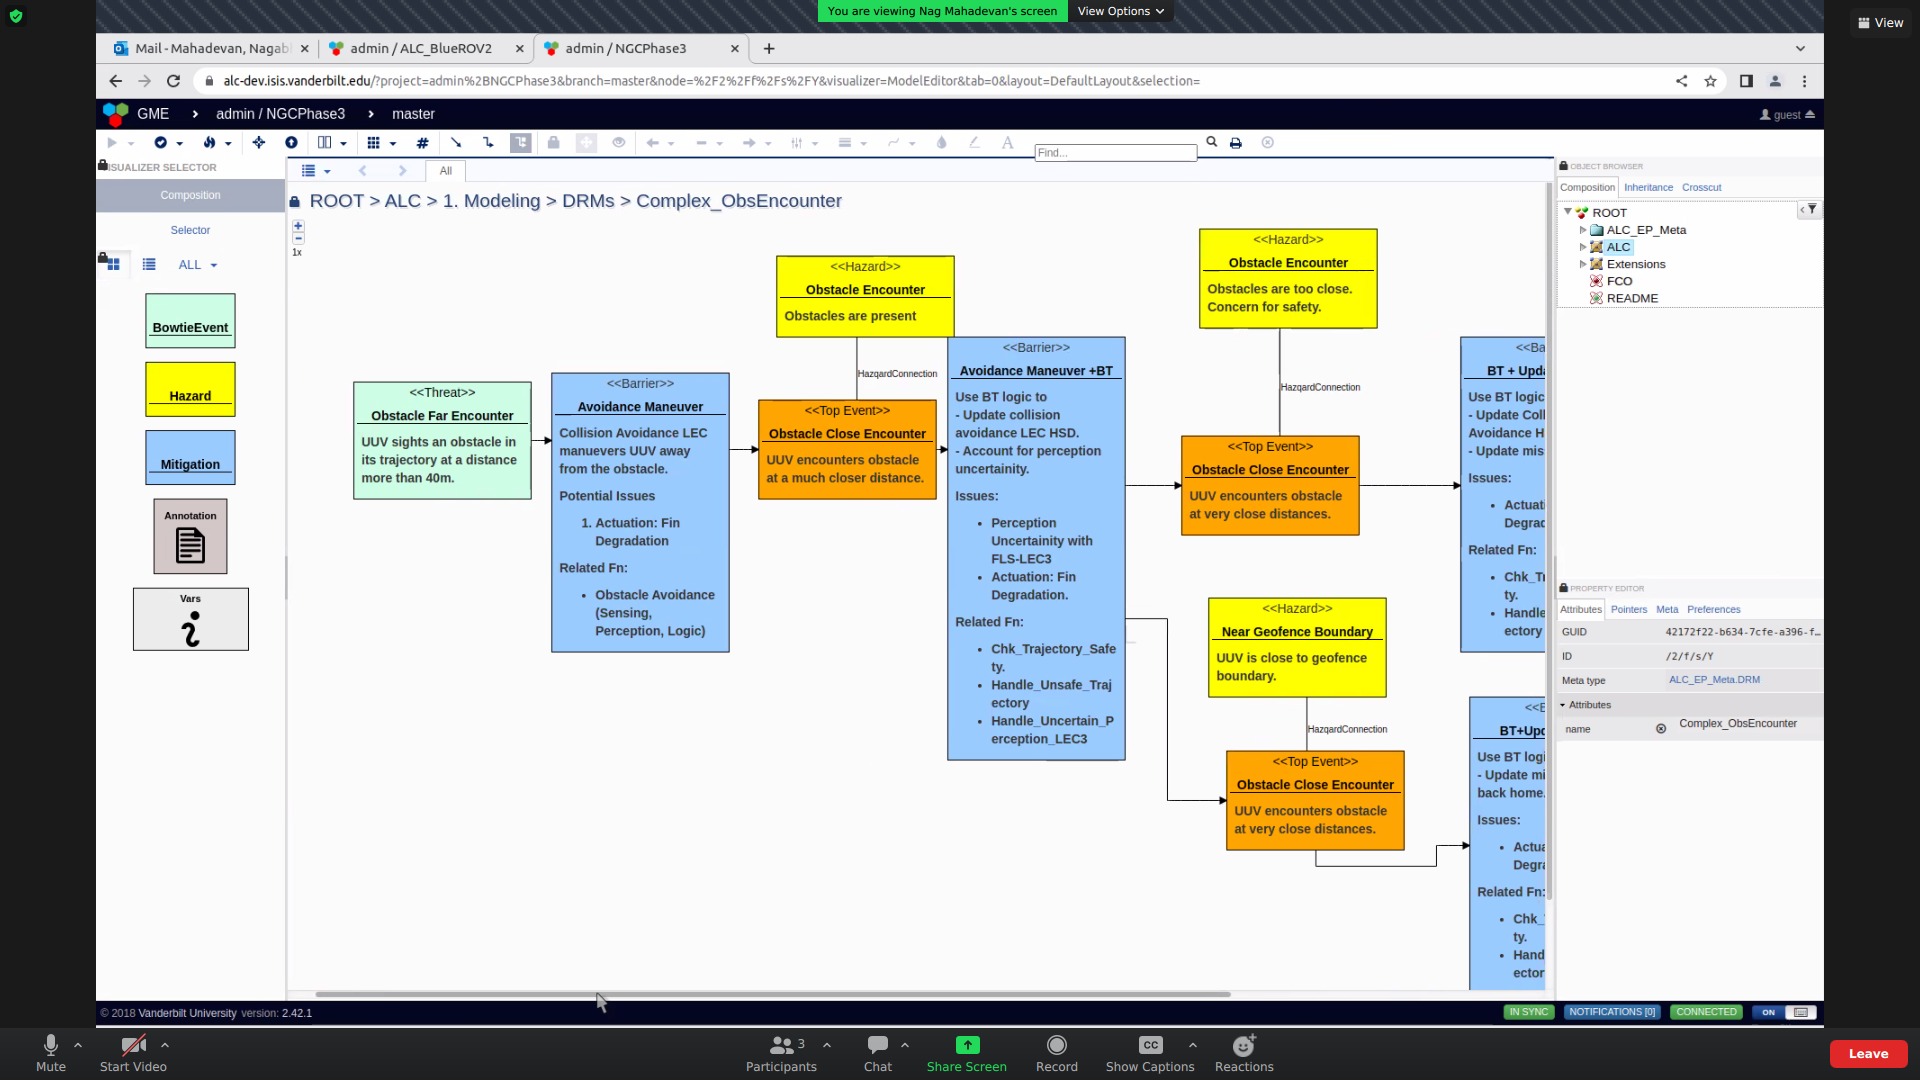 You are viewing Nag Mahadevan's screen
View Options
View
Mail - Mahadevan, Nagab
admin / ALC_BlueROV2
admin / NGCPhase3
alc-dev.isis.vanderbilt.edu/?project=admin%2BNGCPhase3&branch=master&node=%2F2%2Ff%2Fs%2FY&visualizer=ModelEditor&tab=0&layout=DefaultLayout&selection=
GME
admin / NGCPhase3
master
guest
Find...
ISUALIZER SELECTOR
Composition
Selector
ALL
BowtieEvent
Hazard
Mitigation
Annotation
Vars
All
ROOT > ALC > 1. Modeling > DRMs > Complex_ObsEncounter
1x
<<Threat>>
Obstacle Far Encounter
UUV sights an obstacle in
its trajectory at a distance
more than 40m.
<<Barrier>>
Avoidance Maneuver
Collision Avoidance LEC
manuevers UUV away
from the obstacle.
Potential Issues
1. Actuation: Fin
Degradation
Related Fn:
• Obstacle Avoidance
(Sensing,
Perception, Logic)
<<Hazard>>
Obstacle Encounter
Obstacles are present
HazqardConnection
<<Top Event>>
Obstacle Close Encounter
UUV encounters obstacle
at a much closer distance.
<<Barrier>>
Avoidance Maneuver +BT
Use BT logic to
- Update collision
avoidance LEC HSD.
- Account for perception
uncertainity.
Issues:
• Perception
Uncertainity with
FLS-LEC3
• Actuation: Fin
Degradation.
Related Fn:
• Chk_Trajectory_Safe
ty.
• Handle_Unsafe_Traj
ectory
• Handle_Uncertain_P
erception_LEC3
<<Hazard>>
Obstacle Encounter
Obstacles are too close.
Concern for safety.
HazqardConnection
<<Top Event>>
Obstacle Close Encounter
UUV encounters obstacle
at very close distances.
<<Hazard>>
Near Geofence Boundary
UUV is close to geofence
boundary.
HazqardConnection
<<Top Event>>
Obstacle Close Encounter
UUV encounters obstacle
at very close distances.
<<Ba
BT + Upda
Use BT logic
- Update Coll
Avoidance H
- Update mis
Issues:
• Actuat
Degrad
Related Fn:
• Chk_Tr
ty.
• Handle
ectory
<<B
BT+Upd
Use BT logi
- Update mi
back home.
Issues:
• Actua
Degra
Related Fn:
• Chk_
ty.
• Hand
ector
OBJECT BROWSER
Composition
Inheritance
Crosscut
ROOT
ALC_EP_Meta
ALC
Extensions
FCO
README
PROPERTY EDITOR
Attributes
Pointers
Meta
Preferences
GUID
42172f22-b634-7cfe-a396-f...
ID
/2/f/s/Y
Meta type
ALC_EP_Meta.DRM
Attributes
name
Complex_ObsEncounter
© 2018 Vanderbilt University version: 2.42.1
IN SYNC
NOTIFICATIONS [0]
CONNECTED
ON
Mute
Start Video
3
Participants
Chat
Share Screen
Record
CC
Show Captions
Reactions
Leave